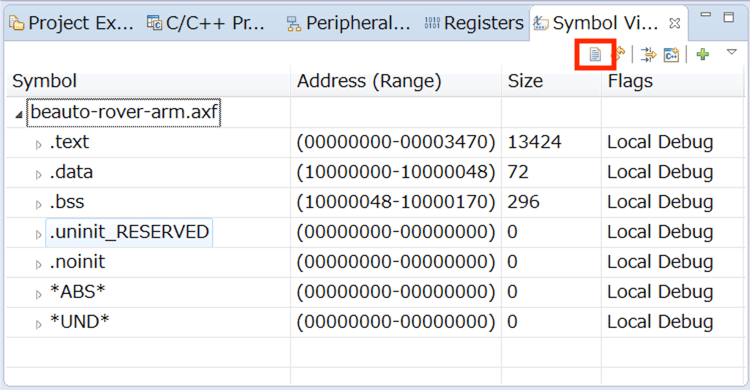 Project Ex... C/C++ Pr... Peripheral... Registers Symbol Vi...
Symbol Address (Range) Size Flags
beauto-rover-arm.axf
.text (00000000-00003470) 13424 Local Debug
.data (10000000-10000048) 72 Local Debug
.bss (10000048-10000170) 296 Local Debug
.uninit_RESERVED (00000000-00000000) 0 Local Debug
.noinit (00000000-00000000) 0 Local Debug
*ABS* (00000000-00000000) 0 Local Debug
*UND* (00000000-00000000) 0 Local Debug